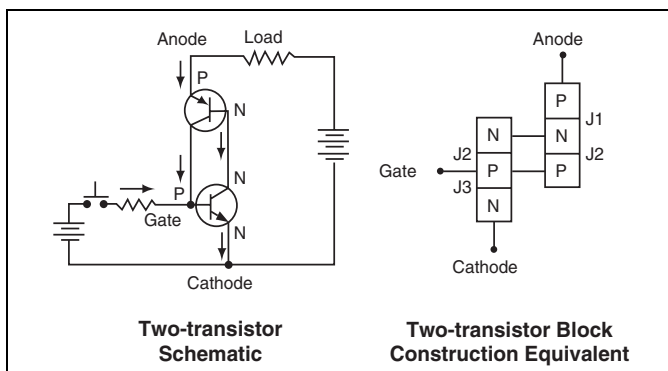 Anode
Load
P
N
N
P
Gate
N
Cathode
Two-transistor
Schematic
Anode
P
J1
N
N
J2
J2
Gate
P
P
J3
N
Cathode
Two-transistor Block
Construction Equivalent